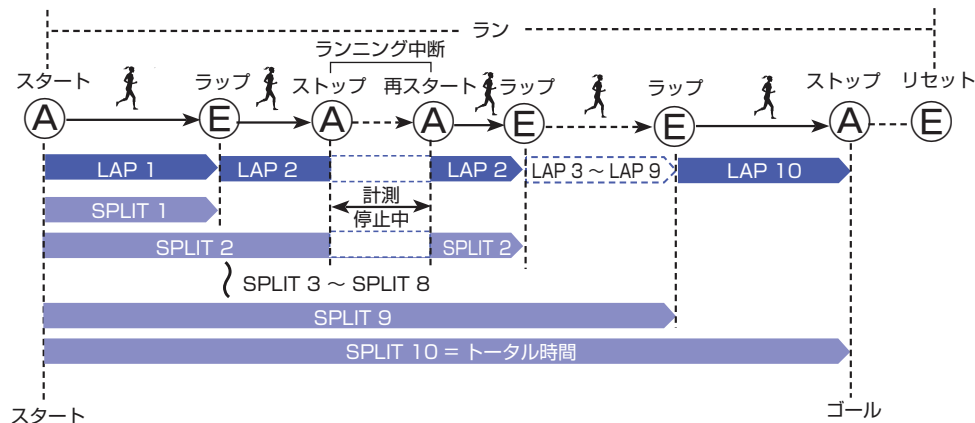 ラン
ランニング中断
スタート ラップ ストップ 再スタート ラップ ラップ ストップ リセット
A E A A E E A E
LAP 1 LAP 2 LAP 2 LAP 3 ～ LAP 9 LAP 10
SPLIT 1
計測
停止中
SPLIT 2 SPLIT 2
SPLIT 3 ～ SPLIT 8
SPLIT 9
SPLIT 10 = トータル時間
スタート ゴール